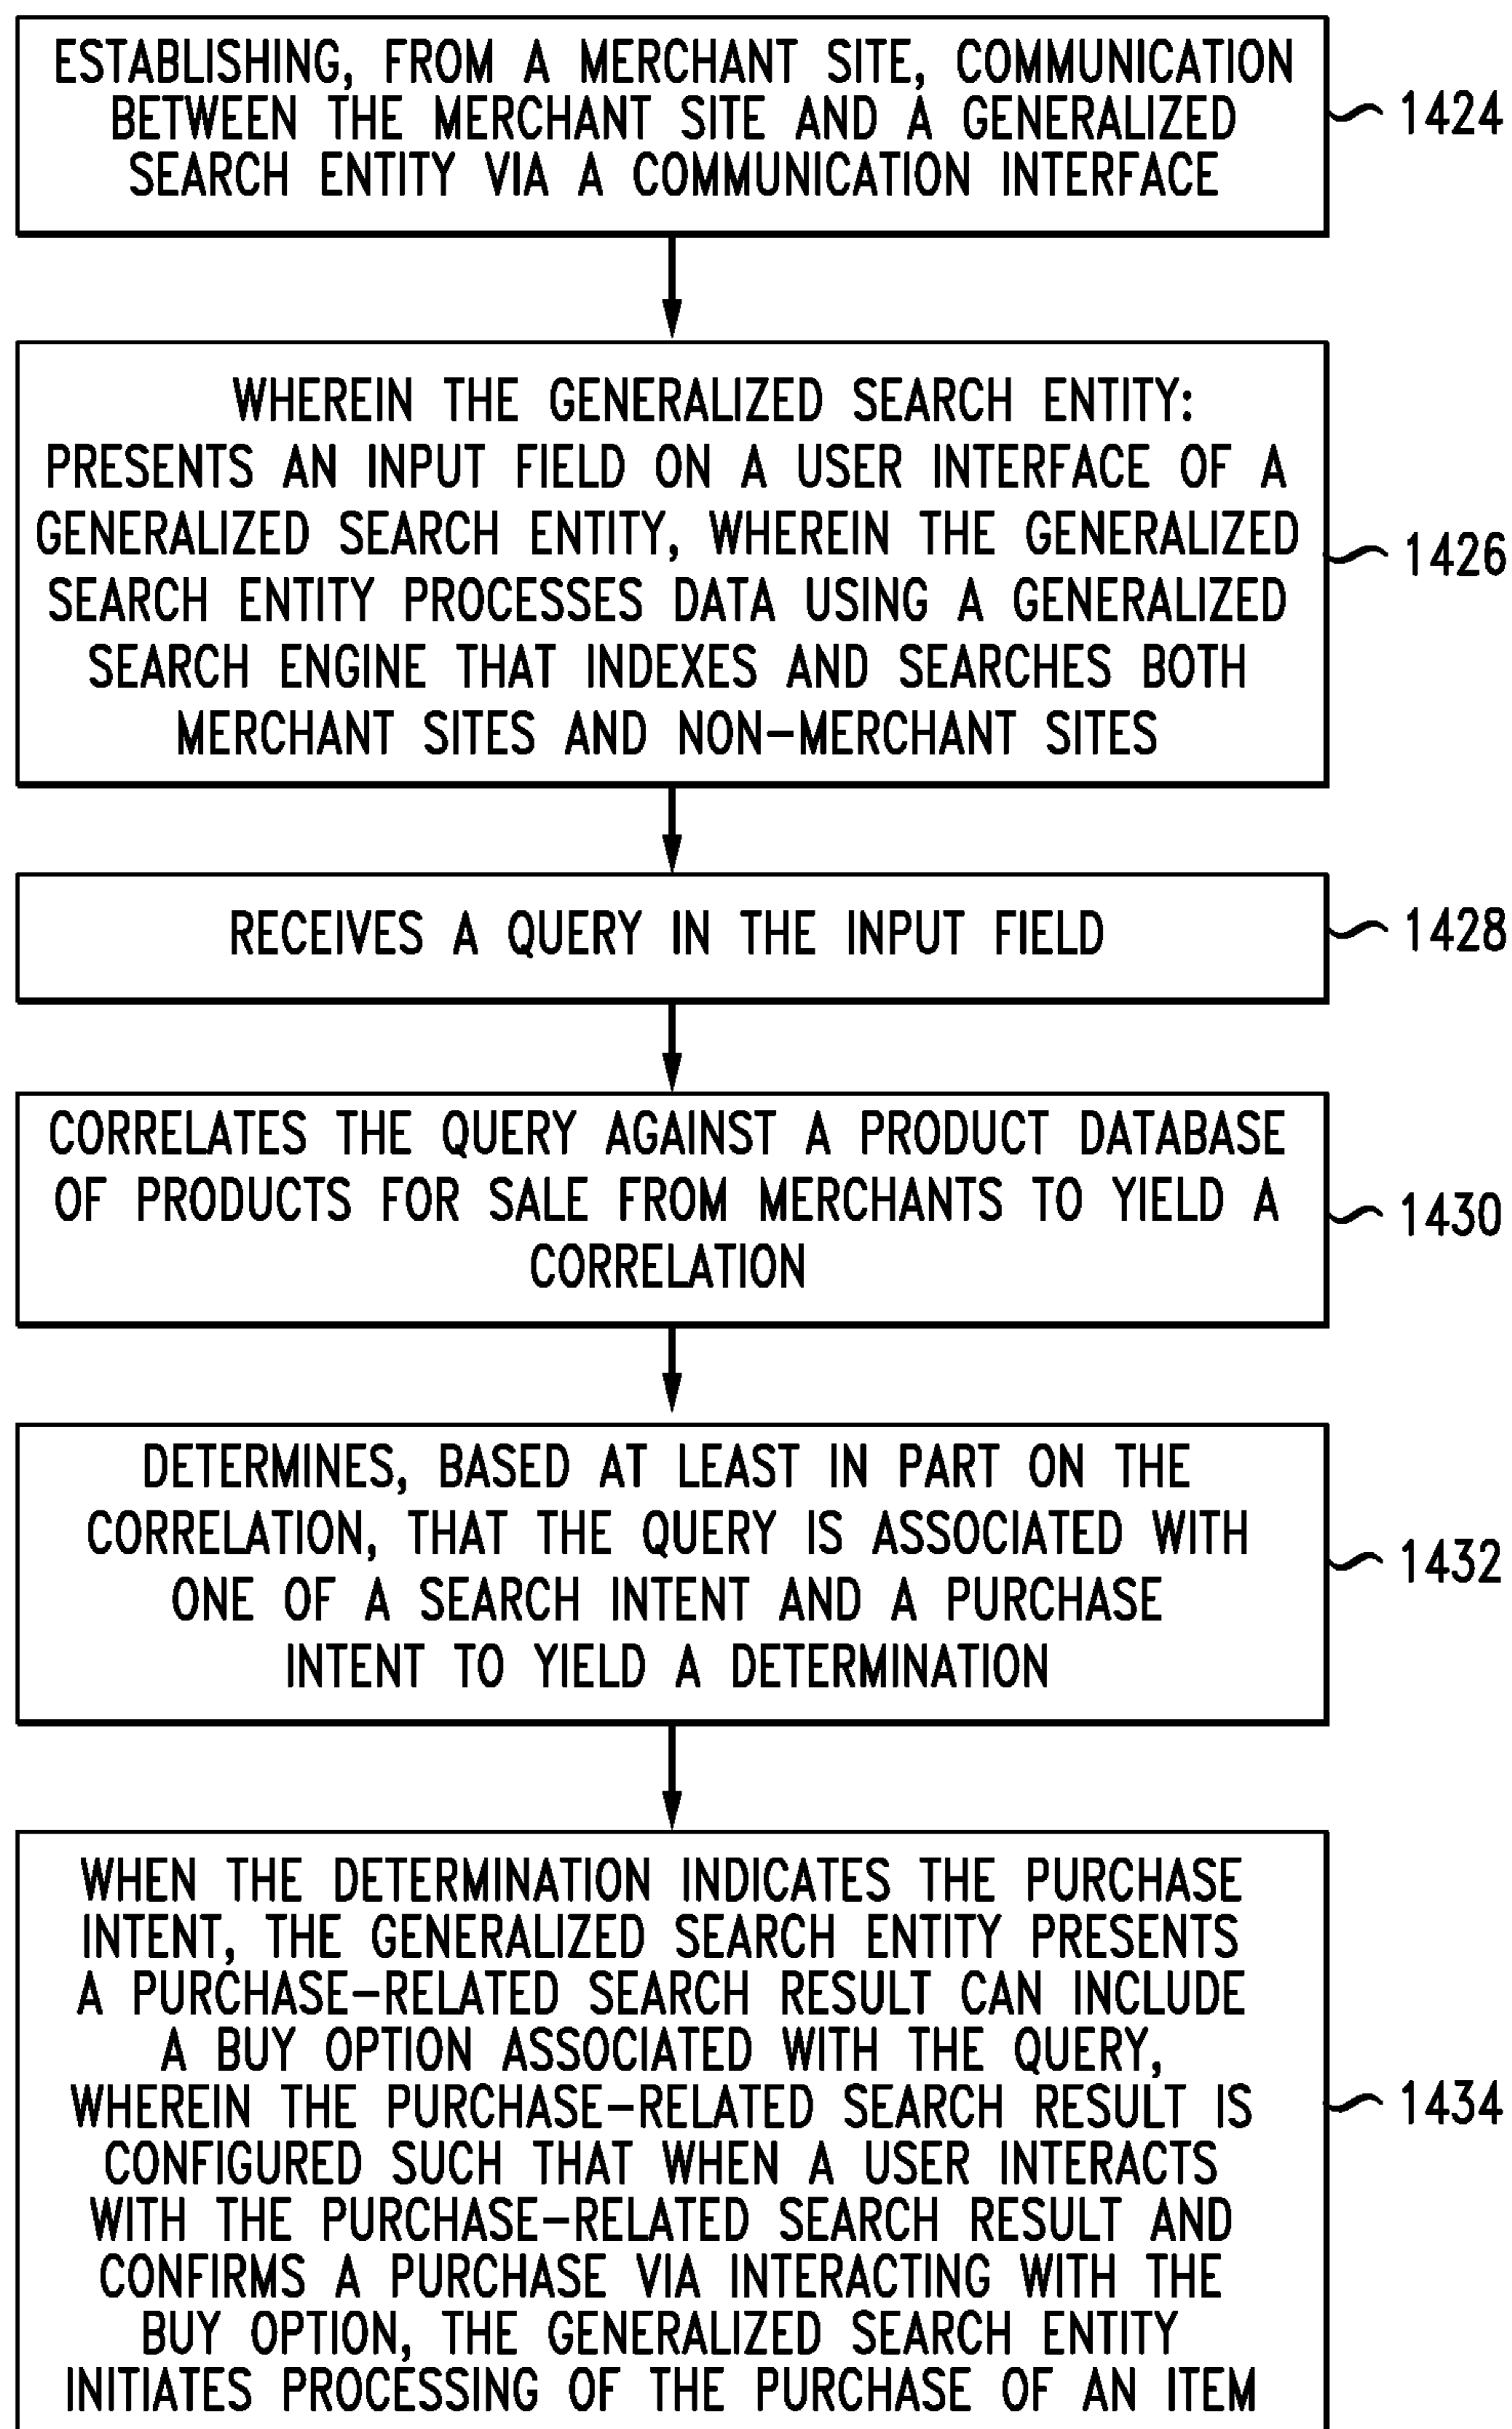 ESTABLISHING, FROM A MERCHANT SITE, COMMUNICATION
BETWEEN THE MERCHANT SITE AND A GENERALIZED
SEARCH ENTITY VIA A COMMUNICATION INTERFACE
1424
WHEREIN THE GENERALIZED SEARCH ENTITY:
PRESENTS AN INPUT FIELD ON A USER INTERFACE OF A
GENERALIZED SEARCH ENTITY, WHEREIN THE GENERALIZED
SEARCH ENTITY PROCESSES DATA USING A GENERALIZED
SEARCH ENGINE THAT INDEXES AND SEARCHES BOTH
MERCHANT SITES AND NON-MERCHANT SITES
1426
RECEIVES A QUERY IN THE INPUT FIELD
1428
CORRELATES THE QUERY AGAINST A PRODUCT DATABASE
OF PRODUCTS FOR SALE FROM MERCHANTS TO YIELD A
CORRELATION
1430
DETERMINES, BASED AT LEAST IN PART ON THE
CORRELATION, THAT THE QUERY IS ASSOCIATED WITH
ONE OF A SEARCH INTENT AND A PURCHASE
INTENT TO YIELD A DETERMINATION
1432
WHEN THE DETERMINATION INDICATES THE PURCHASE
INTENT, THE GENERALIZED SEARCH ENTITY PRESENTS
A PURCHASE-RELATED SEARCH RESULT CAN INCLUDE
A BUY OPTION ASSOCIATED WITH THE QUERY,
WHEREIN THE PURCHASE-RELATED SEARCH RESULT IS
CONFIGURED SUCH THAT WHEN A USER INTERACTS
WITH THE PURCHASE-RELATED SEARCH RESULT AND
CONFIRMS A PURCHASE VIA INTERACTING WITH THE
BUY OPTION, THE GENERALIZED SEARCH ENTITY
INITIATES PROCESSING OF THE PURCHASE OF AN ITEM
1434